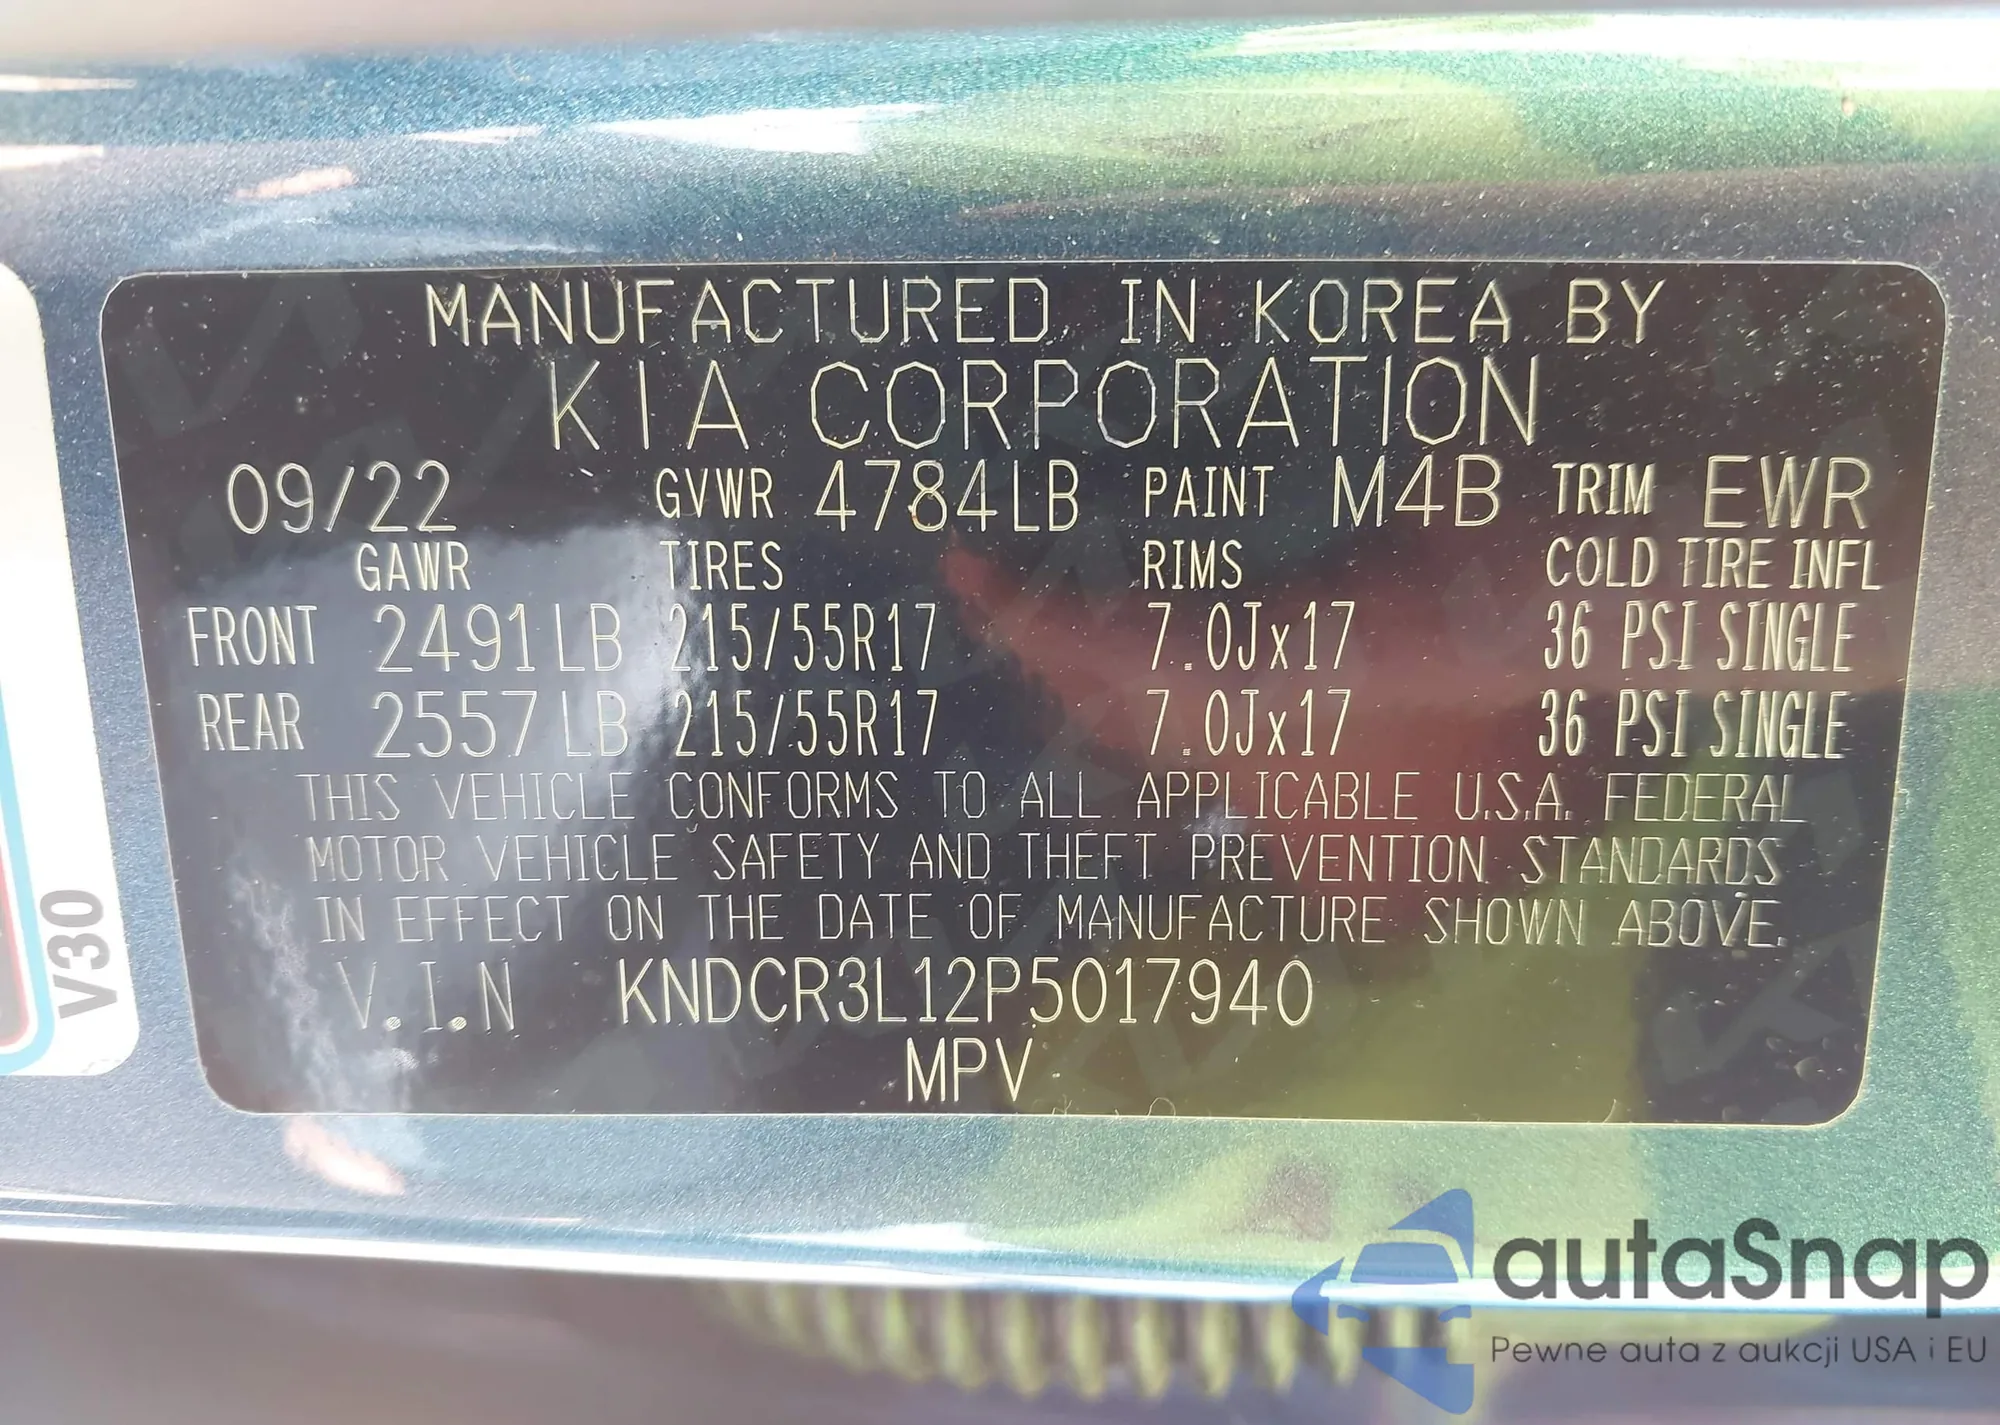 MANUFACTURED IN KOREA BY
KIA CORPORATION
09/22 GVWR 4784LB PAINT M4B TRIM EWR
GAWR TIRES RIMS COLD TIRE INFL
FRONT 2491LB 215/55R17 7.0Jx17 36 PSI SINGLE
REAR 2557LB 215/55R17 7.0Jx17 36 PSI SINGLE
THIS VEHICLE CONFORMS TO ALL APPLICABLE U.S.A. FEDERAL
MOTOR VEHICLE SAFETY AND THEFT PREVENTION STANDARDS
IN EFFECT ON THE DATE OF MANUFACTURE SHOWN ABOVE.
V.I.N KNDCR3L12P5017940
MPV
V30
autaSnap
Pewne auta z aukcji USA i EU